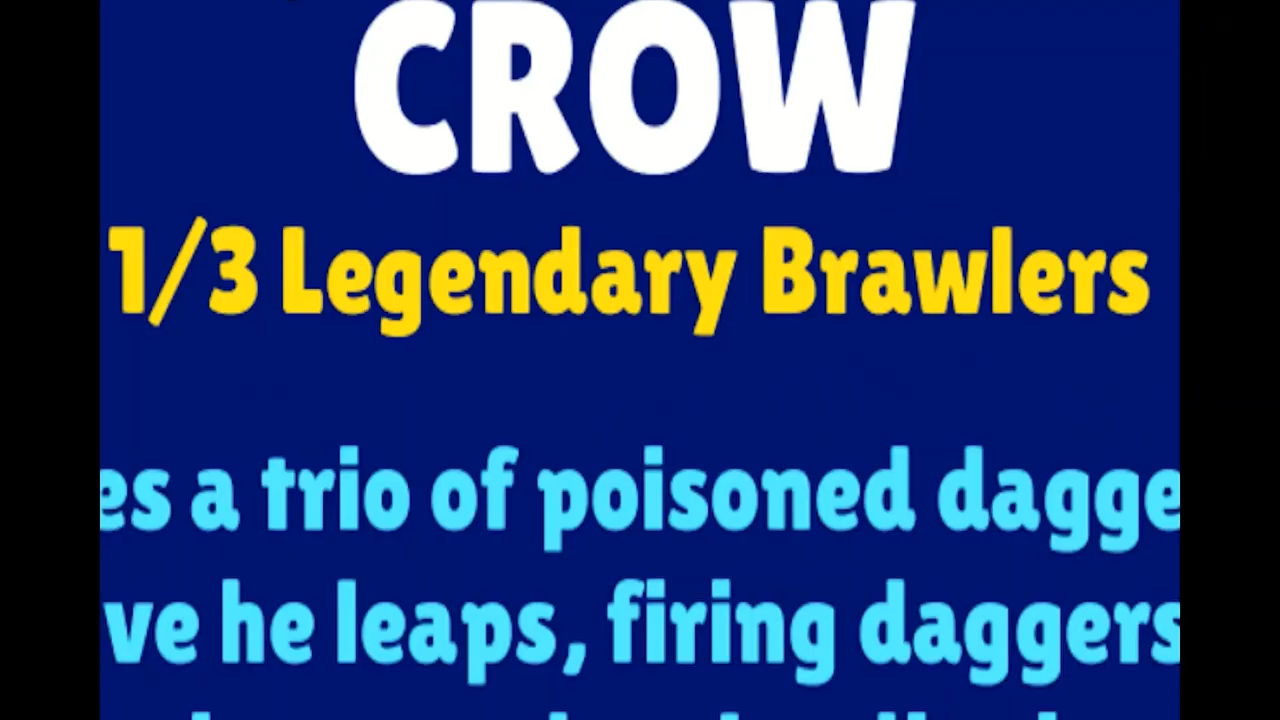 CROW
1/3 Legendary Brawlers
es a trio of poisoned dagge
ve he leaps, firing daggers